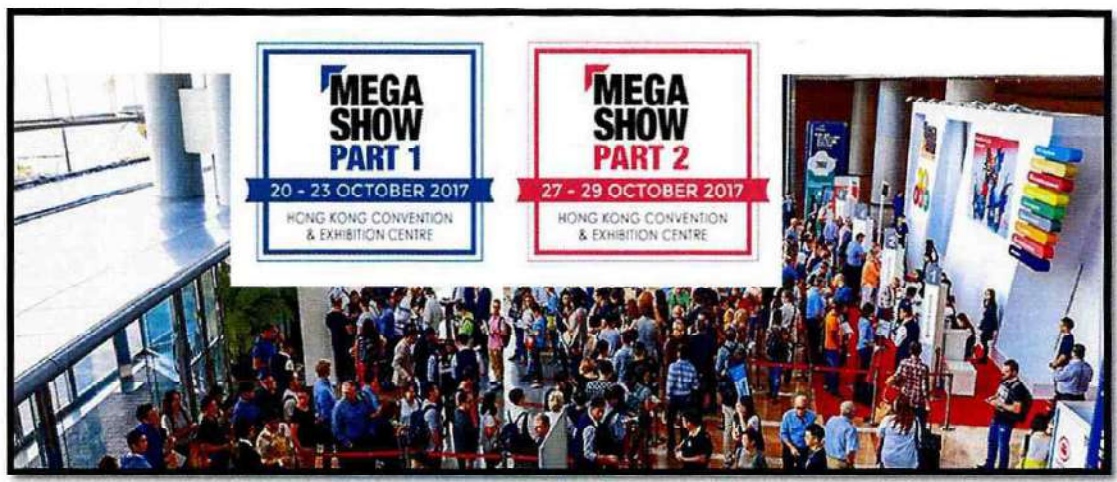 MEGA
SHOW
PART 1
20 - 23 OCTOBER 2017
HONG KONG CONVENTION
& EXHIBITION CENTRE
MEGA
SHOW
PART 2
27 - 29 OCTOBER 2017
HONG KONG CONVENTION
& EXHIBITION CENTRE